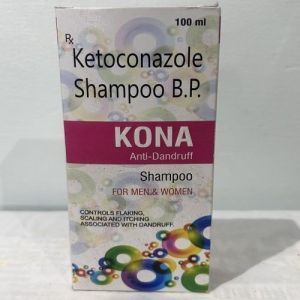 100 ml
Rx
Ketoconazole
Shampoo B.P.
KONA
Anti-Dandruff
Shampoo
FOR MEN & WOMEN
CONTROLS FLAKING,
SCALING AND ITCHING
ASSOCIATED WITH DANDRUFF.